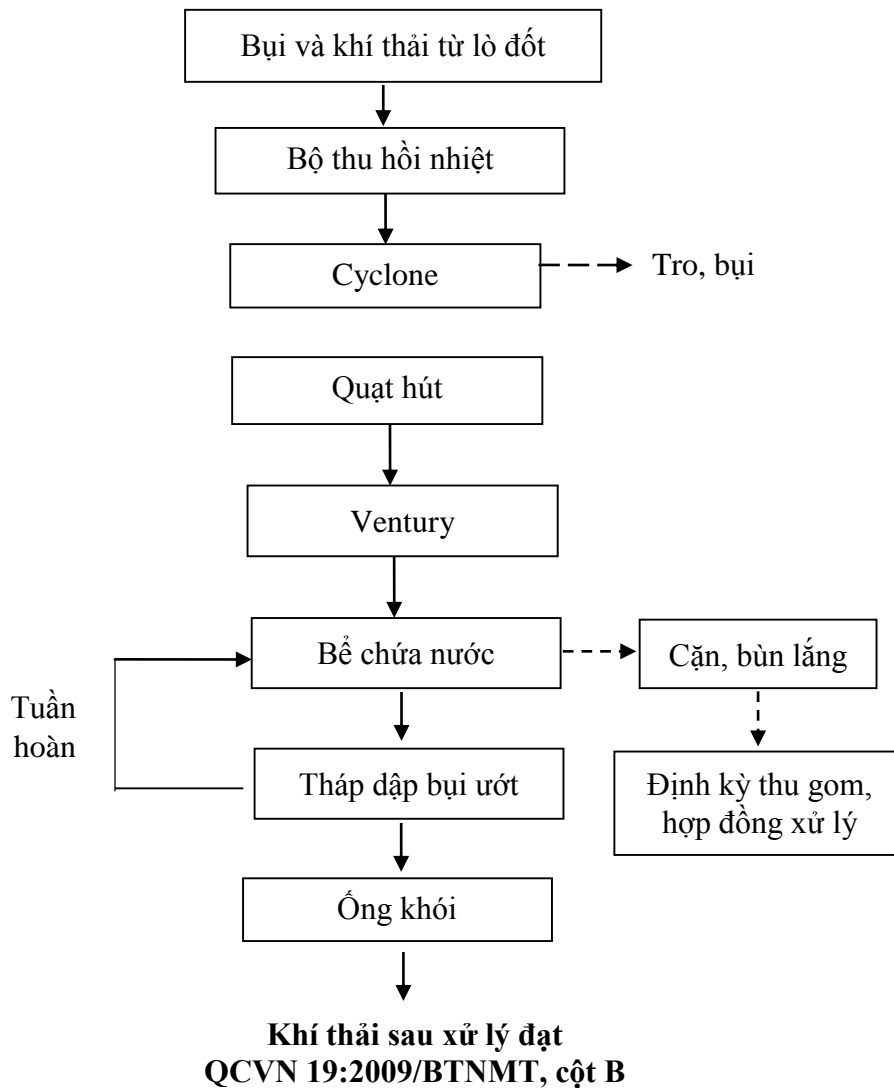 Bụi và khí thải từ lò đốt
Bộ thu hồi nhiệt
Cyclone
Tro, bụi
Quạt hút
Ventury
Bể chứa nước
Cặn, bùn lắng
Tuần
hoàn
Tháp dập bụi ướt
Định kỳ thu gom,
hợp đồng xử lý
Ống khói
Khí thải sau xử lý đạt
QCVN 19:2009/BTNMT, cột B